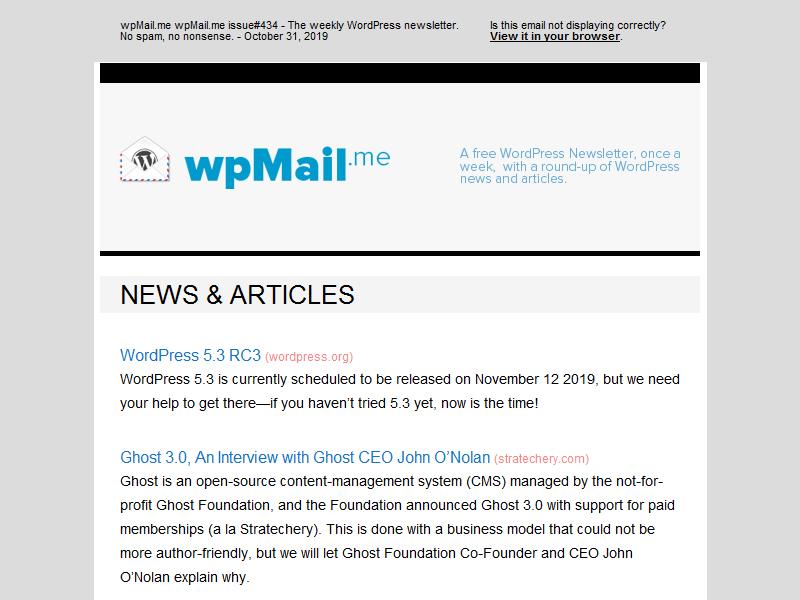 wpMail.me wpMail.me issue#434 - The weekly WordPress newsletter.
No spam, no nonsense. - October 31, 2019
Is this email not displaying correctly?
View it in your browser.
wpMail.me
A free WordPress Newsletter, once a
week, with a round-up of WordPress
news and articles.
NEWS & ARTICLES
WordPress 5.3 RC3 (wordpress.org)
WordPress 5.3 is currently scheduled to be released on November 12 2019, but we need
your help to get there—if you haven’t tried 5.3 yet, now is the time!
Ghost 3.0, An Interview with Ghost CEO John O’Nolan (stratechery.com)
Ghost is an open-source content-management system (CMS) managed by the not-for-
profit Ghost Foundation, and the Foundation announced Ghost 3.0 with support for paid
memberships (a la Stratechery). This is done with a business model that could not be
more author-friendly, but we will let Ghost Foundation Co-Founder and CEO John
O’Nolan explain why.